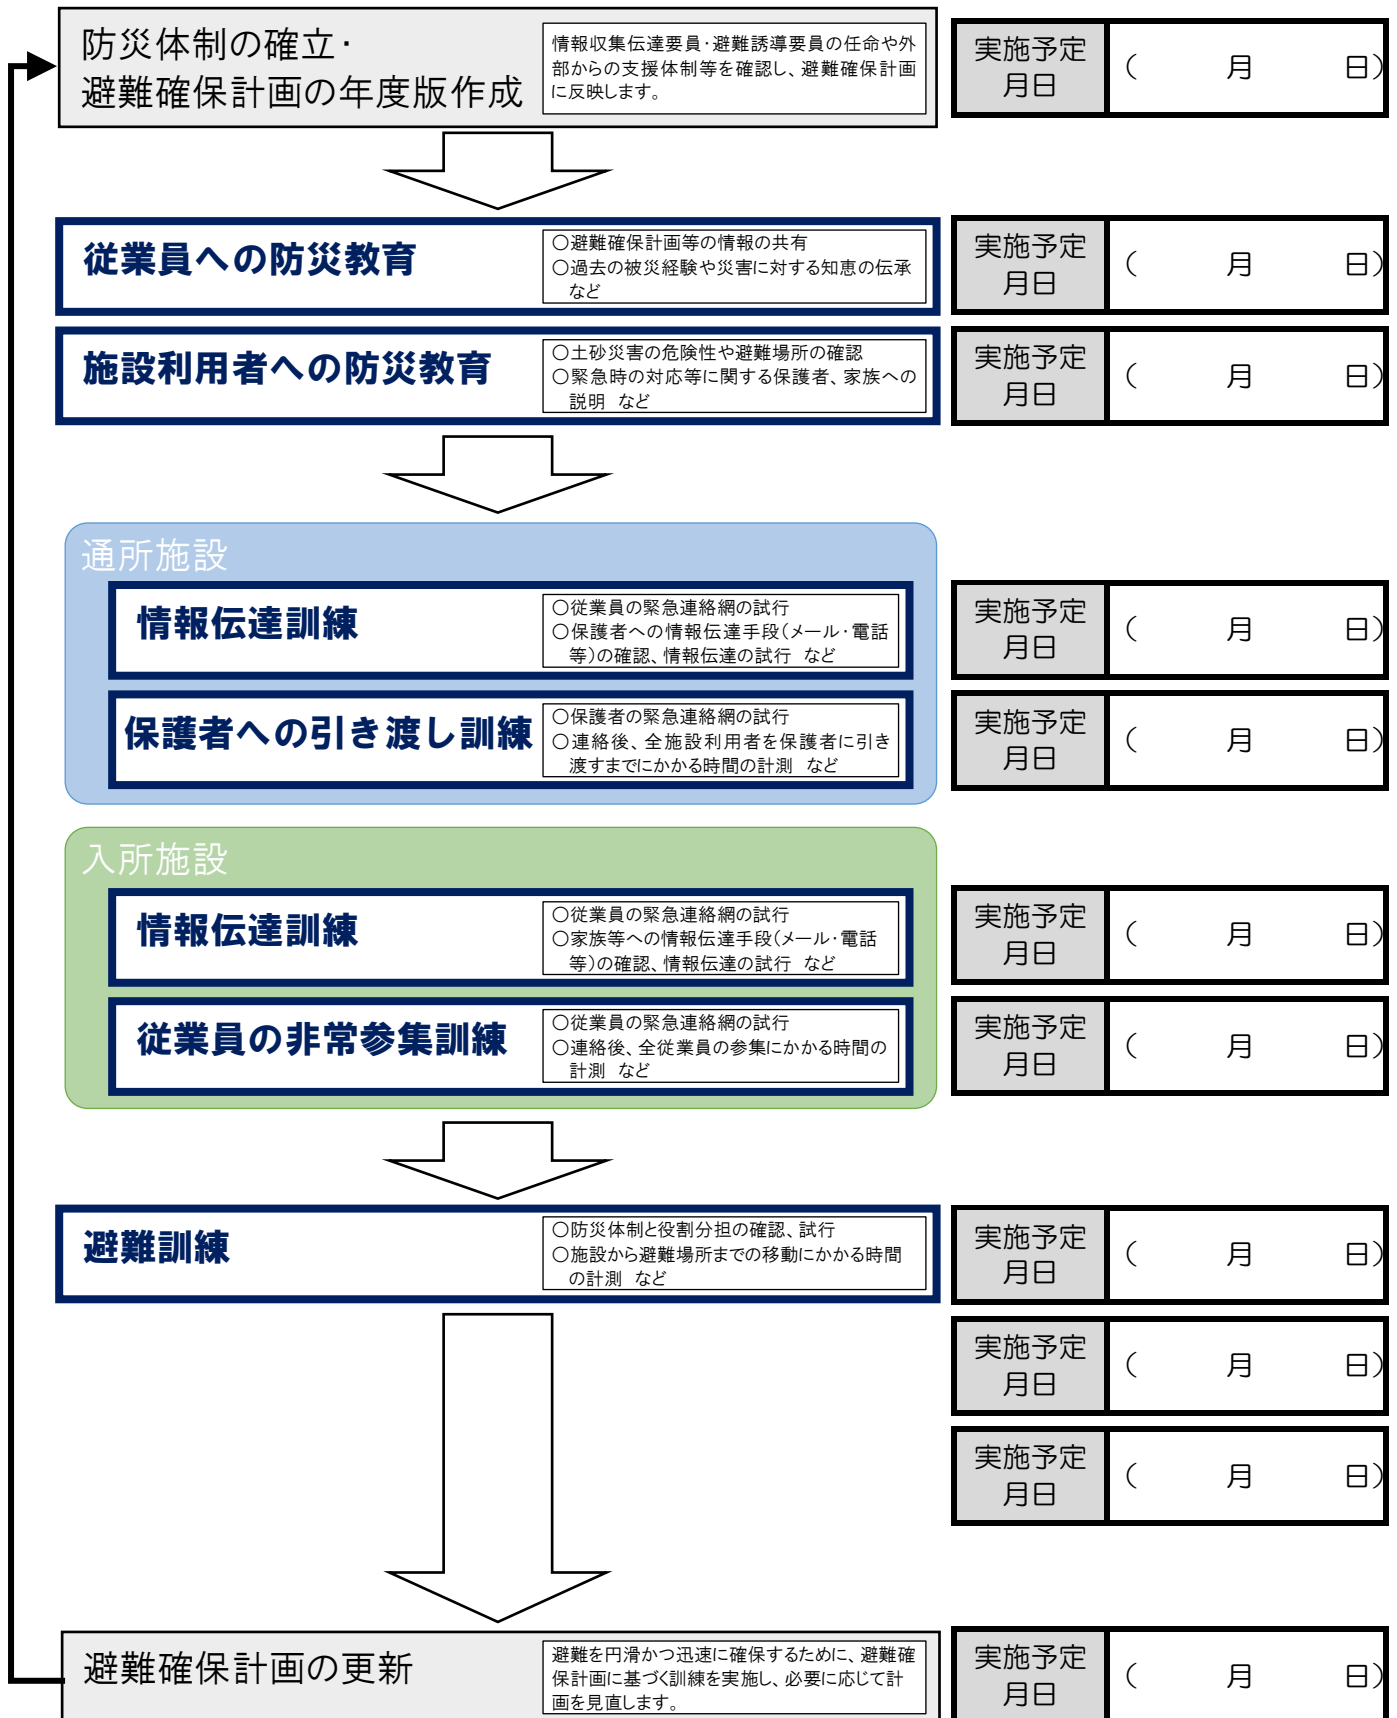 防災体制の確立・
避難確保計画の年度版作成
情報収集伝達要員・避難誘導要員の任命や外
部からの支援体制等を確認し、避難確保計画
に反映します。
実施予定
月日
（　　　月　　　日）
従業員への防災教育
○避難確保計画等の情報の共有
○過去の被災経験や災害に対する知恵の伝承
など
実施予定
月日
（　　　月　　　日）
施設利用者への防災教育
○土砂災害の危険性や避難場所の確認
○緊急時の対応等に関する保護者、家族への
説明　など
実施予定
月日
（　　　月　　　日）
通所施設
情報伝達訓練
○従業員の緊急連絡網の試行
○保護者への情報伝達手段（メール・電話
等）の確認、情報伝達の試行　など
実施予定
月日
（　　　月　　　日）
保護者への引き渡し訓練
○保護者の緊急連絡網の試行
○連絡後、全施設利用者を保護者に引き
渡すまでにかかる時間の計測　など
実施予定
月日
（　　　月　　　日）
入所施設
情報伝達訓練
○従業員の緊急連絡網の試行
○家族等への情報伝達手段（メール・電話
等）の確認、情報伝達の試行　など
実施予定
月日
（　　　月　　　日）
従業員の非常参集訓練
○従業員の緊急連絡網の試行
○連絡後、全従業員の参集にかかる時間の
計測　など
実施予定
月日
（　　　月　　　日）
避難訓練
○防災体制と役割分担の確認、試行
○施設から避難場所までの移動にかかる時間
の計測　など
実施予定
月日
（　　　月　　　日）
実施予定
月日
（　　　月　　　日）
実施予定
月日
（　　　月　　　日）
避難確保計画の更新
避難を円滑かつ迅速に確保するために、避難確
保計画に基づく訓練を実施し、必要に応じて計
画を見直します。
実施予定
月日
（　　　月　　　日）